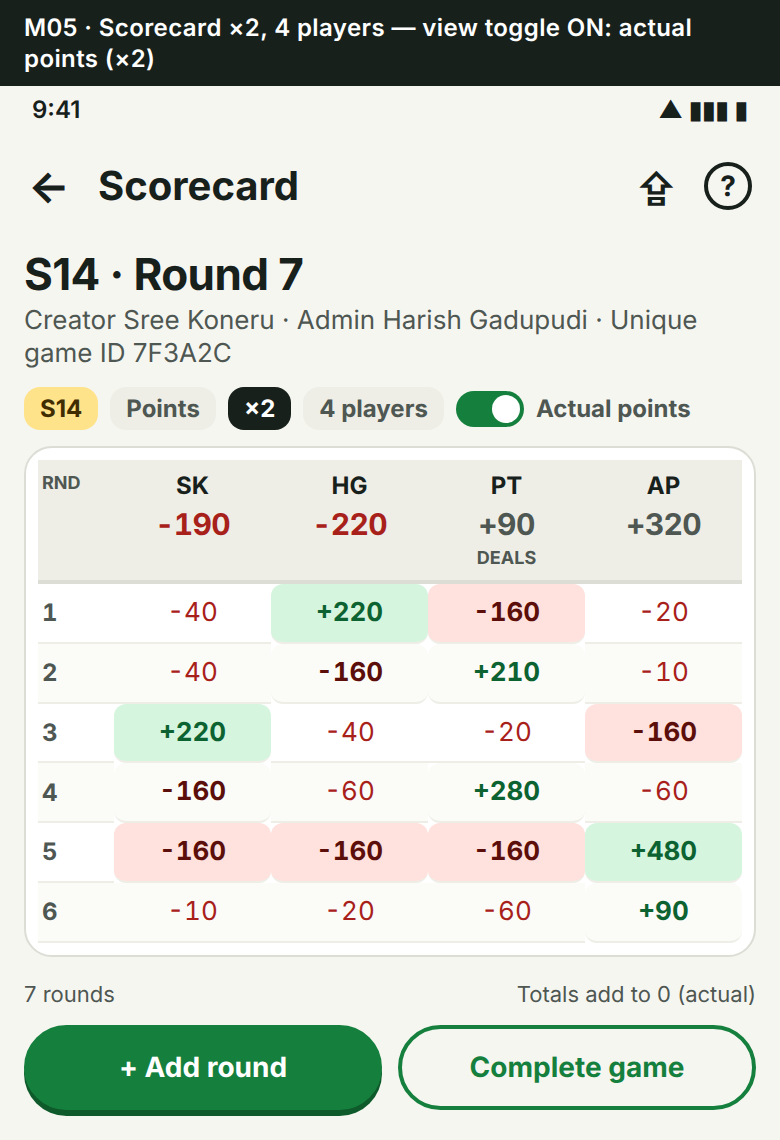 M05 · Scorecard ×2, 4 players — view toggle ON: actual
points (×2)
9:41
Scorecard
?
S14 · Round 7
Creator Sree Koneru · Admin Harish Gadupudi · Unique
game ID 7F3A2C
S14 Points ×2 4 players Actual points
RND SK HG PT AP
-190 -220 +90 +320
DEALS
1 -40 +220 -160 -20
2 -40 -160 +210 -10
3 +220 -40 -20 -160
4 -160 -60 +280 -60
5 -160 -160 -160 +480
6 -10 -20 -60 +90
7 rounds Totals add to 0 (actual)
+ Add round Complete game